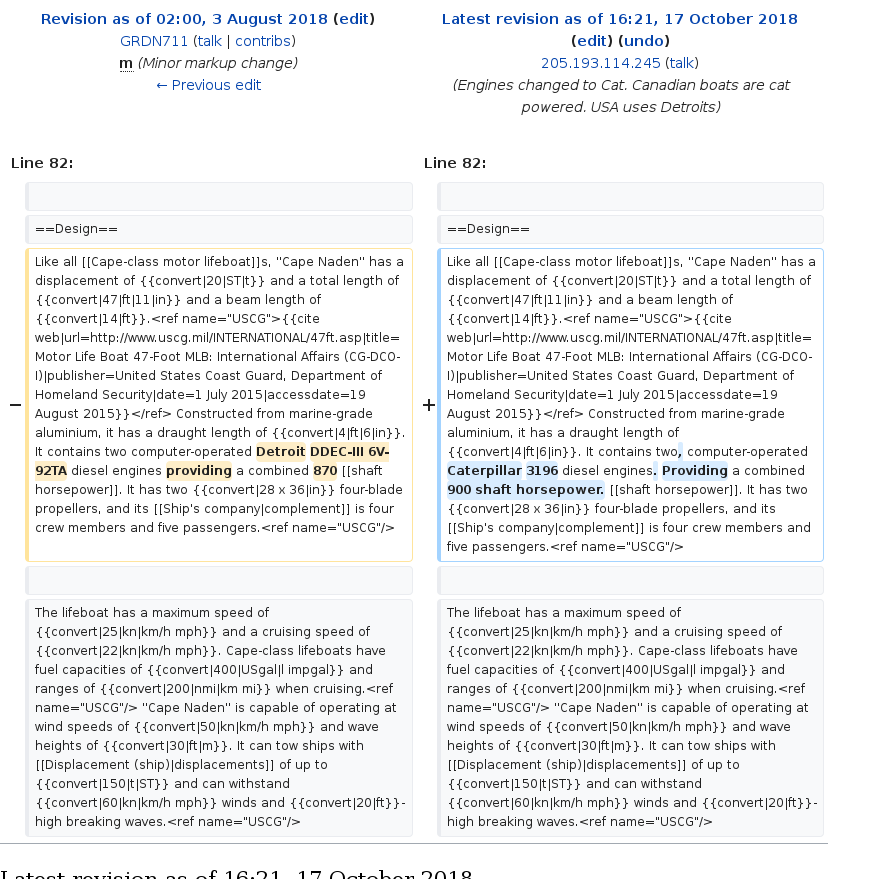 Revision as of 02:00, 3 August 2018 (edit)
GRDN711 (talk | contribs)
m (Minor markup change)
← Previous edit
Latest revision as of 16:21, 17 October 2018
(edit) (undo)
205.193.114.245 (talk)
(Engines changed to Cat. Canadian boats are cat
powered. USA uses Detroits)
Line 82:
Line 82:
==Design==
==Design==
−
Like all [[Cape-class motor lifeboat]]s, ''Cape Naden'' has a
displacement of {{convert|20|ST|t}} and a total length of
{{convert|47|ft|11|in}} and a beam length of
{{convert|14|ft}}.<ref name="USCG">{{cite
web|url=http://www.uscg.mil/INTERNATIONAL/47ft.asp|title=
Motor Life Boat 47-Foot MLB: International Affairs (CG-DCO-
I)|publisher=United States Coast Guard, Department of
Homeland Security|date=1 July 2015|accessdate=19
August 2015}}</ref> Constructed from marine-grade
aluminium, it has a draught length of {{convert|4|ft|6|in}}.
It contains two computer-operated Detroit DDEC-III 6V-
92TA diesel engines providing a combined 870 [[shaft
horsepower]]. It has two {{convert|28 x 36|in}} four-blade
propellers, and its [[Ship's company|complement]] is four
crew members and five passengers.<ref name="USCG"/>
+
Like all [[Cape-class motor lifeboat]]s, ''Cape Naden'' has a
displacement of {{convert|20|ST|t}} and a total length of
{{convert|47|ft|11|in}} and a beam length of
{{convert|14|ft}}.<ref name="USCG">{{cite
web|url=http://www.uscg.mil/INTERNATIONAL/47ft.asp|title=
Motor Life Boat 47-Foot MLB: International Affairs (CG-DCO-
I)|publisher=United States Coast Guard, Department of
Homeland Security|date=1 July 2015|accessdate=19
August 2015}}</ref> Constructed from marine-grade
aluminium, it has a draught length of
{{convert|4|ft|6|in}}. It contains two, computer-operated
Caterpillar 3196 diesel engines. Providing a combined
900 shaft horsepower. [[shaft horsepower]]. It has two
{{convert|28 x 36|in}} four-blade propellers, and its
[[Ship's company|complement]] is four crew members and
five passengers.<ref name="USCG"/>
The lifeboat has a maximum speed of
{{convert|25|kn|km/h mph}} and a cruising speed of
{{convert|22|kn|km/h mph}}. Cape-class lifeboats have
fuel capacities of {{convert|400|USgal|l impgal}} and
ranges of {{convert|200|nmi|km mi}} when cruising.<ref
name="USCG"/> ''Cape Naden'' is capable of operating at
wind speeds of {{convert|50|kn|km/h mph}} and wave
heights of {{convert|30|ft|m}}. It can tow ships with
[[Displacement (ship)|displacements]] of up to
{{convert|150|t|ST}} and can withstand
{{convert|60|kn|km/h mph}} winds and {{convert|20|ft}}-
high breaking waves.<ref name="USCG"/>
The lifeboat has a maximum speed of
{{convert|25|kn|km/h mph}} and a cruising speed of
{{convert|22|kn|km/h mph}}. Cape-class lifeboats have
fuel capacities of {{convert|400|USgal|l impgal}} and
ranges of {{convert|200|nmi|km mi}} when cruising.<ref
name="USCG"/> ''Cape Naden'' is capable of operating at
wind speeds of {{convert|50|kn|km/h mph}} and wave
heights of {{convert|30|ft|m}}. It can tow ships with
[[Displacement (ship)|displacements]] of up to
{{convert|150|t|ST}} and can withstand
{{convert|60|kn|km/h mph}} winds and {{convert|20|ft}}-
high breaking waves.<ref name="USCG"/>
Latest revision as of 16:21, 17 October 2018